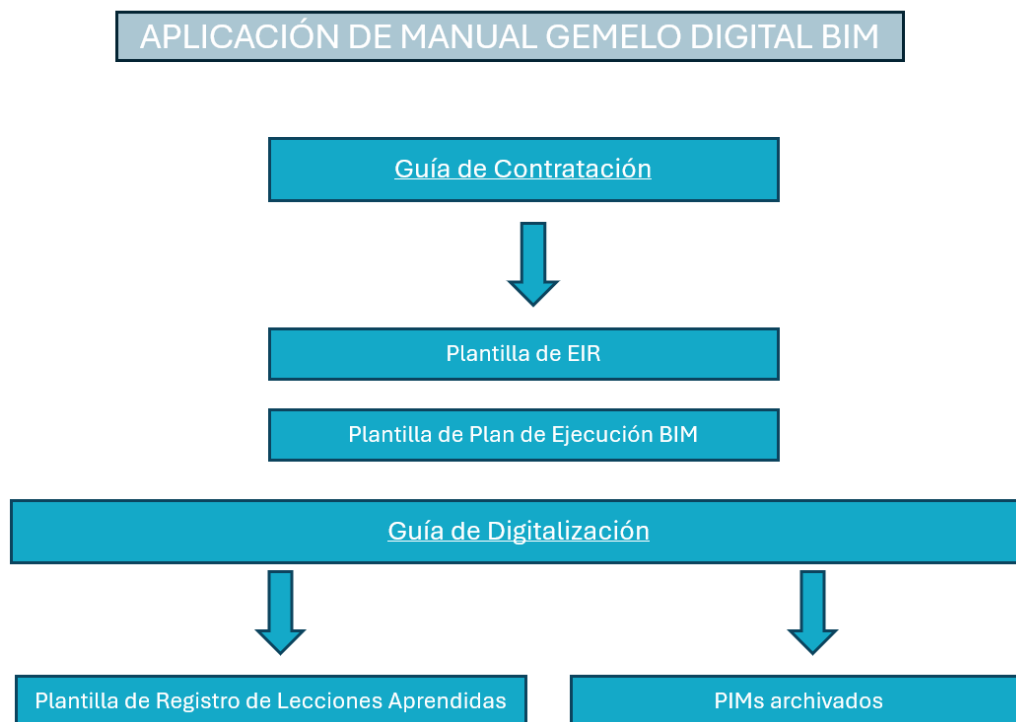 APLICACIÓN DE MANUAL GEMELO DIGITAL BIM
Guía de Contratación
Plantilla de EIR
Plantilla de Plan de Ejecución BIM
Guía de Digitalización
Plantilla de Registro de Lecciones Aprendidas
PIMs archivados